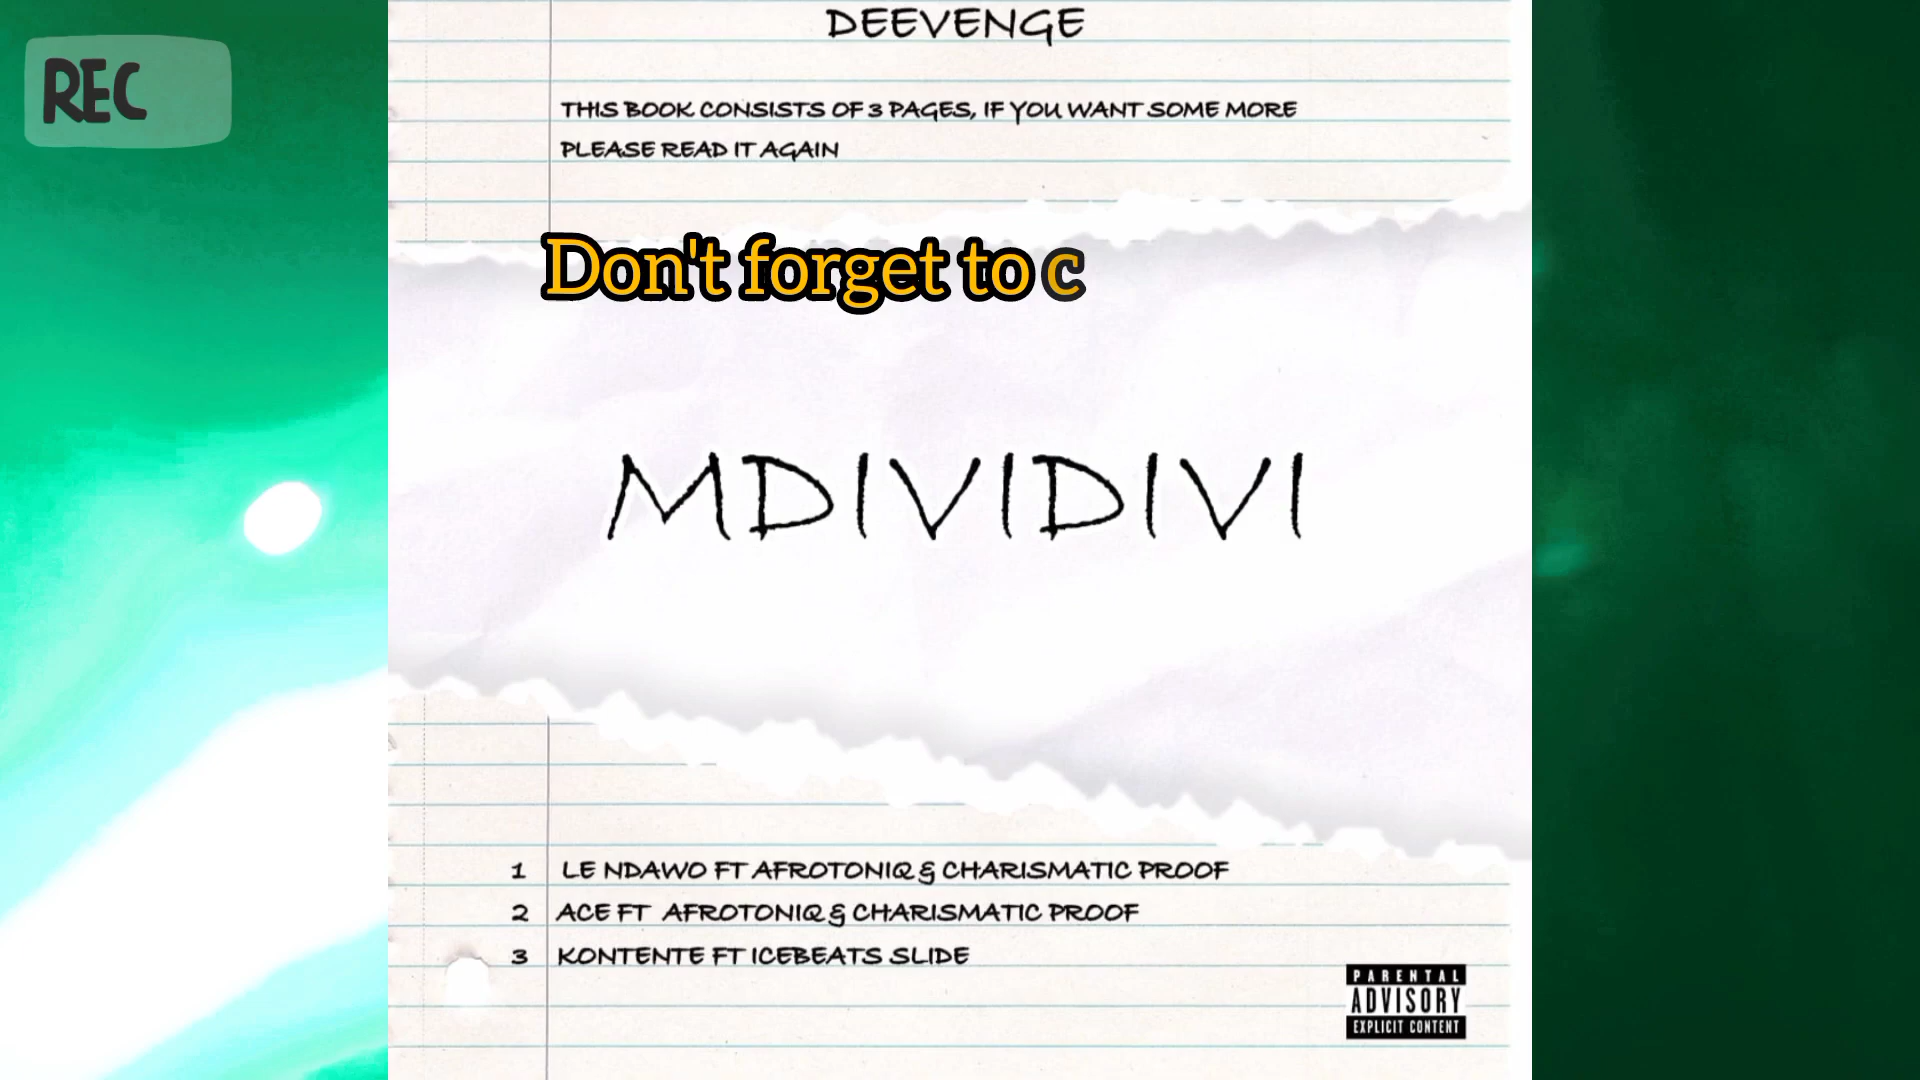 DEEVENGE
REC
THIS BOOK CONSISTS OF 3 PAGES, IF YOU WANT SOME MORE
PLEASE READ IT AGAIN
Don't forget to c
MDIVIDIVI
1 LE NDAWO FT AFROTONIQ & CHARISMATIC PROOF
2 ACE FT AFROTONIQ & CHARISMATIC PROOF
3 KONTENTE FT ICEBEATS SLIDE
PARENTAL
ADVISORY
EXPLICIT CONTENT